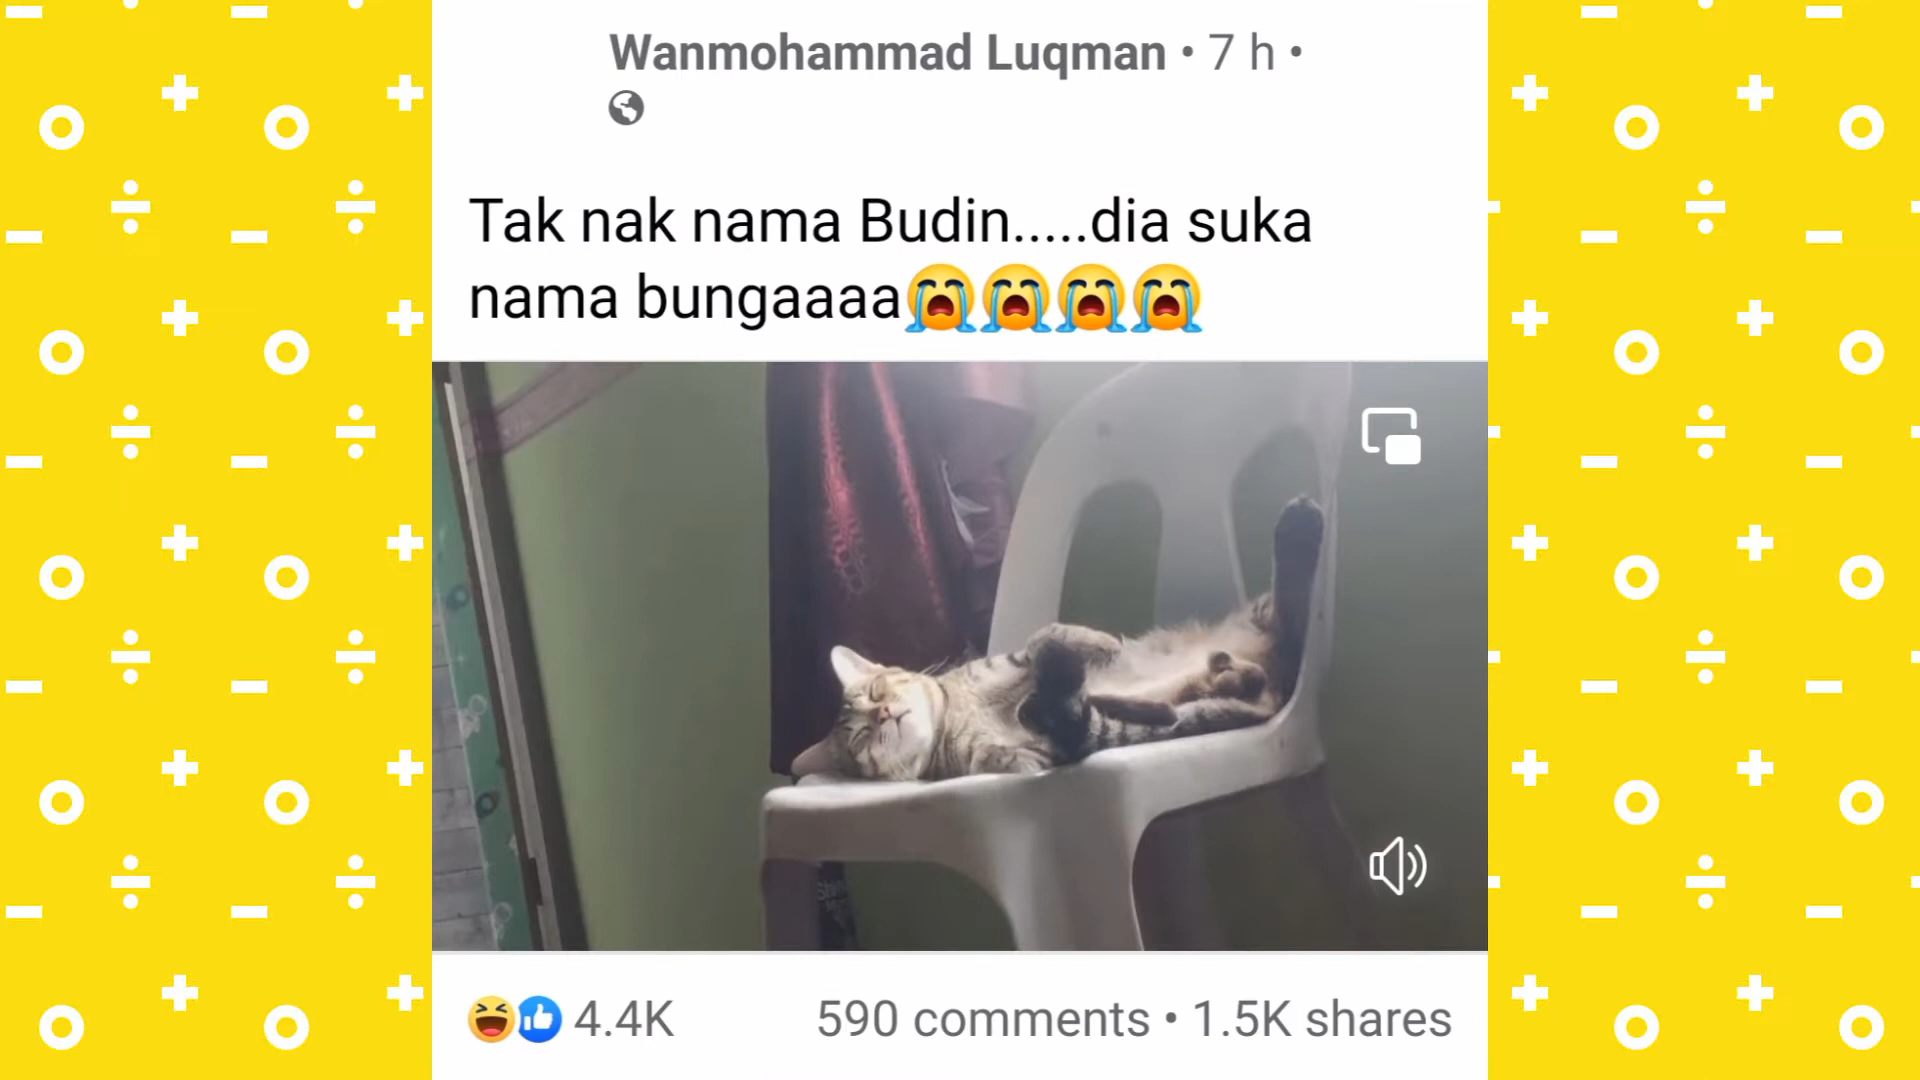 Wanmohammad Luqman • 7 h •
Tak nak nama Budin.....dia suka
nama bungaaaa😭😭😭😭
4.4K 590 comments • 1.5K shares